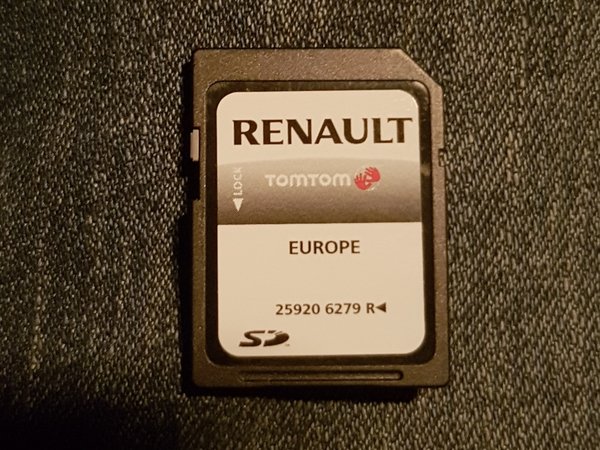 RENAULT
LOCK
TOMTOM
EUROPE
25920 6279 R
SD